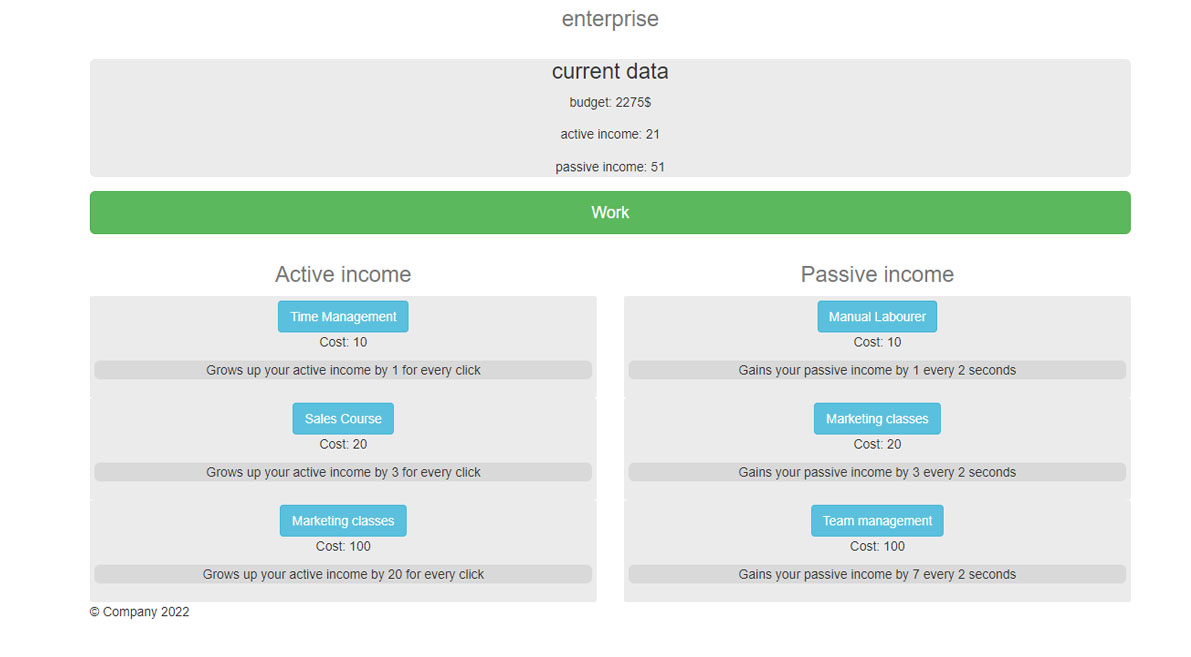 enterprise
current data
budget: 2275$
active income: 21
passive income: 51
Work
Active income
Time Management
Cost: 10
Grows up your active income by 1 for every click
Sales Course
Cost: 20
Grows up your active income by 3 for every click
Marketing classes
Cost: 100
Grows up your active income by 20 for every click
Passive income
Manual Labourer
Cost: 10
Gains your passive income by 1 every 2 seconds
Marketing classes
Cost: 20
Gains your passive income by 3 every 2 seconds
Team management
Cost: 100
Gains your passive income by 7 every 2 seconds
© Company 2022